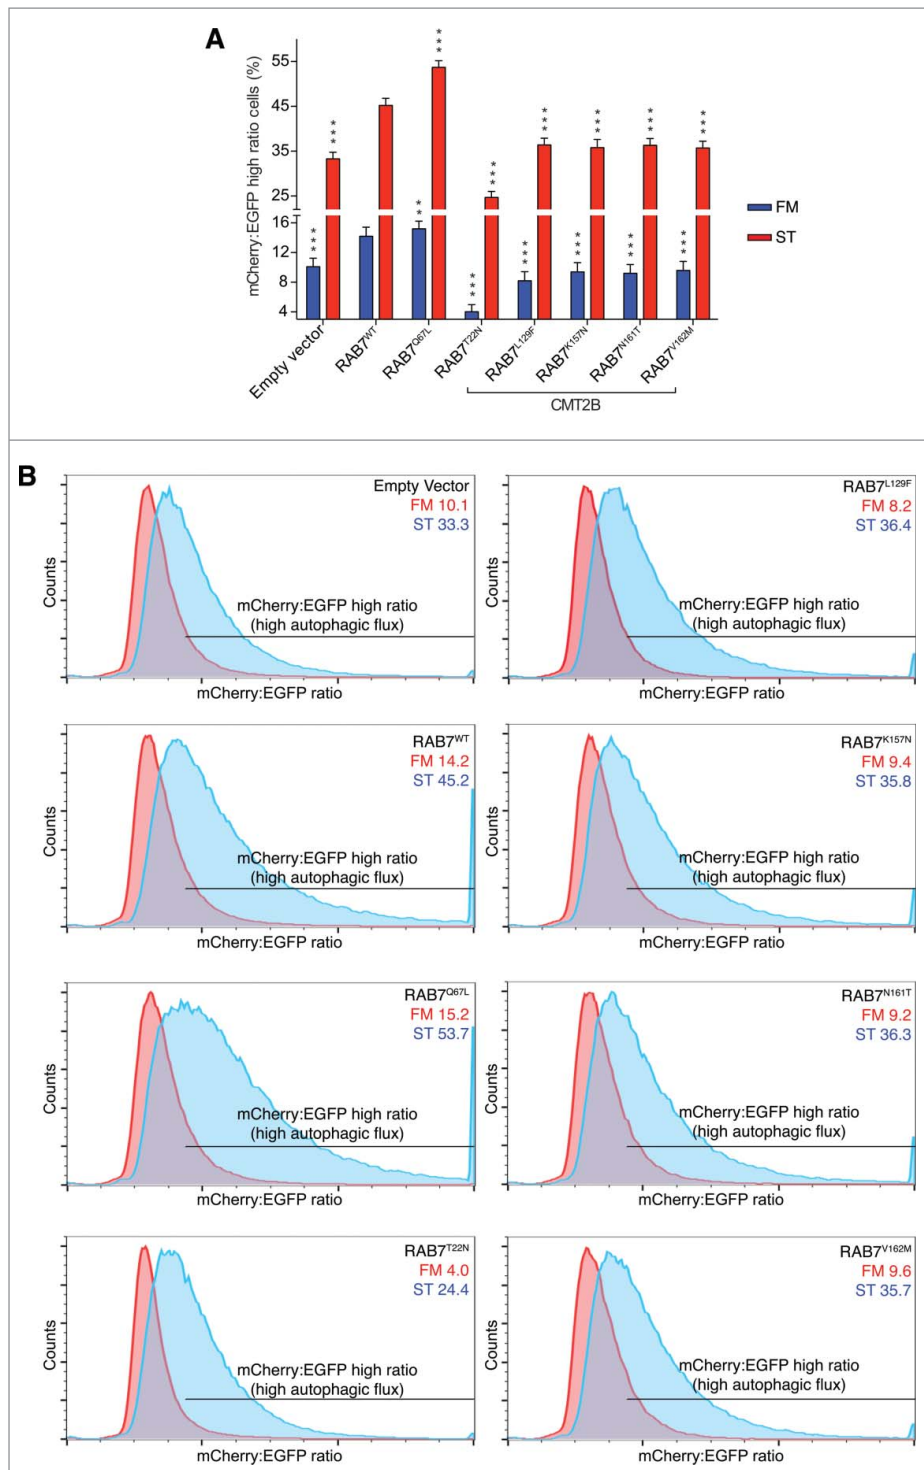 A
mCherry:EGFP high ratio cells (%)
55
45
35
25
16
12
8
4
***
***
**
***
***
***
***
***
***
***
***
***
***
***
FM
ST
Empty vector
RAB7WT
RAB7Q67L
RAB7T22N
RAB7L129F
RAB7K157N
RAB7N161T
RAB7V162M
CMT2B
B
Empty Vector
FM 10.1
ST 33.3
mCherry:EGFP high ratio
(high autophagic flux)
Counts
mCherry:EGFP ratio
RAB7L129F
FM 8.2
ST 36.4
mCherry:EGFP high ratio
(high autophagic flux)
Counts
mCherry:EGFP ratio
RAB7WT
FM 14.2
ST 45.2
mCherry:EGFP high ratio
(high autophagic flux)
Counts
mCherry:EGFP ratio
RAB7K157N
FM 9.4
ST 35.8
mCherry:EGFP high ratio
(high autophagic flux)
Counts
mCherry:EGFP ratio
RAB7Q67L
FM 15.2
ST 53.7
mCherry:EGFP high ratio
(high autophagic flux)
Counts
mCherry:EGFP ratio
RAB7N161T
FM 9.2
ST 36.3
mCherry:EGFP high ratio
(high autophagic flux)
Counts
mCherry:EGFP ratio
RAB7T22N
FM 4.0
ST 24.4
mCherry:EGFP high ratio
(high autophagic flux)
Counts
mCherry:EGFP ratio
RAB7V162M
FM 9.6
ST 35.7
mCherry:EGFP high ratio
(high autophagic flux)
Counts
mCherry:EGFP ratio